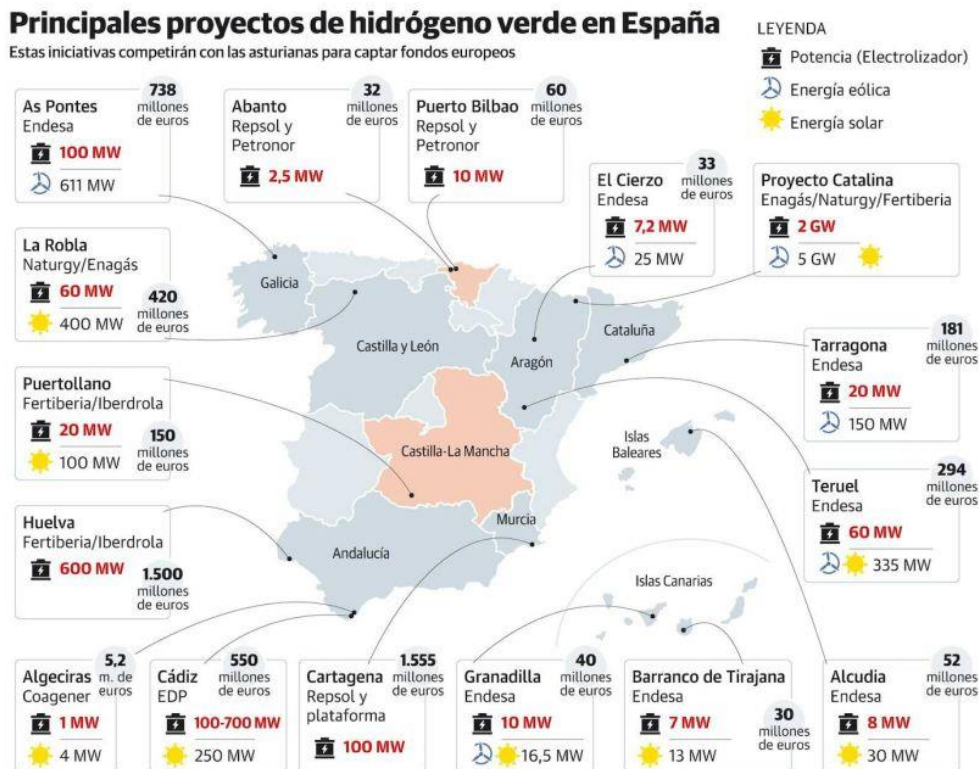 Principales proyectos de hidrógeno verde en España
Estas iniciativas competirán con las asturianas para captar fondos europeos
LEYENDA
Potencia (Electrolizador)
Energía eólica
Energía solar
As Pontes
Endesa
100 MW
611 MW
738
millones
de euros
Abanto
Repsol y
Petronor
2,5 MW
32
millones
de euros
Puerto Bilbao
Repsol y
Petronor
10 MW
60
millones
de euros
El Cierzo
Endesa
7,2 MW
25 MW
33
millones
de euros
Proyecto Catalina
Enagás/Naturgy/Fertiberia
2 GW
5 GW
La Robla
Naturgy/Enagás
60 MW
400 MW
420
millones
de euros
Galicia
Castilla y León
Aragón
Cataluña
Tarragona
Endesa
20 MW
150 MW
181
millones
de euros
Puertollano
Fertiberia/Iberdrola
20 MW
100 MW
150
millones
de euros
Castilla-La Mancha
Islas
Baleares
Teruel
Endesa
60 MW
335 MW
294
millones
de euros
Huelva
Fertiberia/Iberdrola
600 MW
1.500
millones
de euros
Andalucía
Murcia
Islas Canarias
Algeciras
Coagener
1 MW
4 MW
5,2
m. de
euros
Cádiz
EDP
100-700 MW
250 MW
550
millones
de euros
Cartagena
Repsol y
plataforma
100 MW
1.555
millones
de euros
Granadilla
Endesa
10 MW
16,5 MW
40
millones
de euros
Barranco de Tirajana
Endesa
7 MW
13 MW
30
millones
de euros
Alcudia
Endesa
8 MW
30 MW
52
millones
de euros